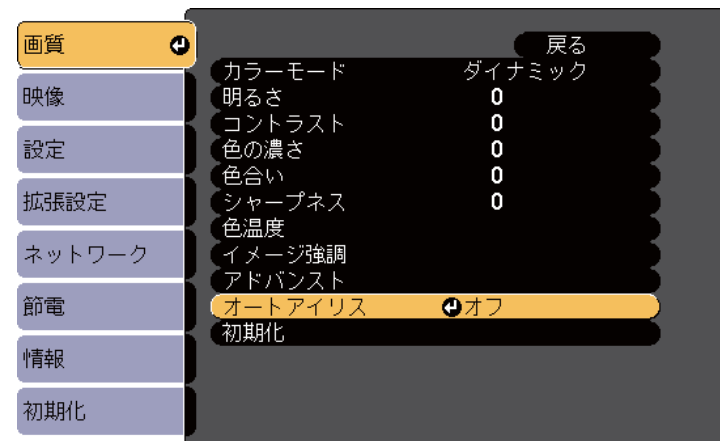 画質
映像
設定
拡張設定
ネットワーク
節電
情報
初期化
戻る
カラーモード ダイナミック
明るさ 0
コントラスト 0
色の濃さ 0
色合い 0
シャープネス 0
色温度
イメージ強調
アドバンスト
オートアイリス オフ
初期化